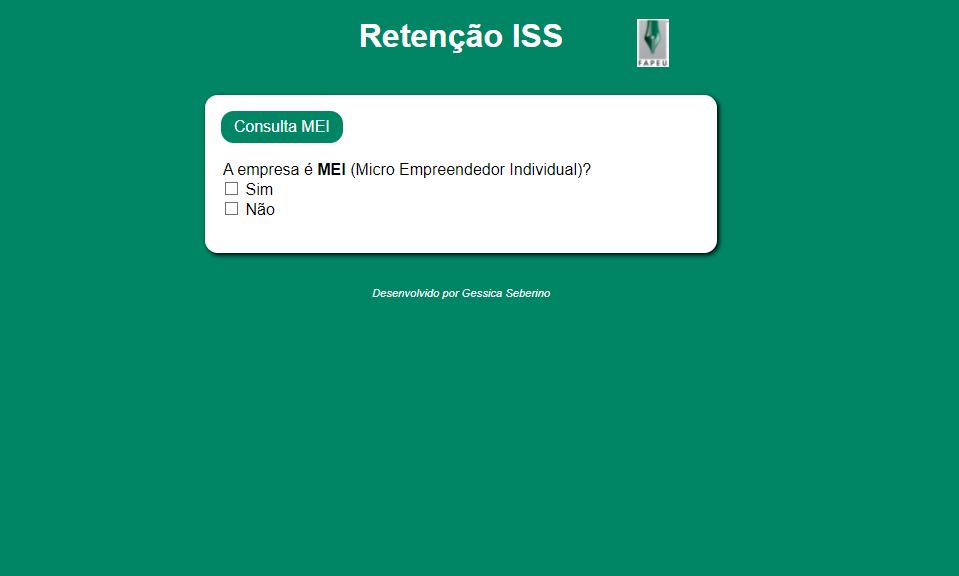 Retenção ISS
FAPEU
Consulta MEI
A empresa é MEI (Micro Empreendedor Individual)?
Sim
Não
Desenvolvido por Gessica Seberino